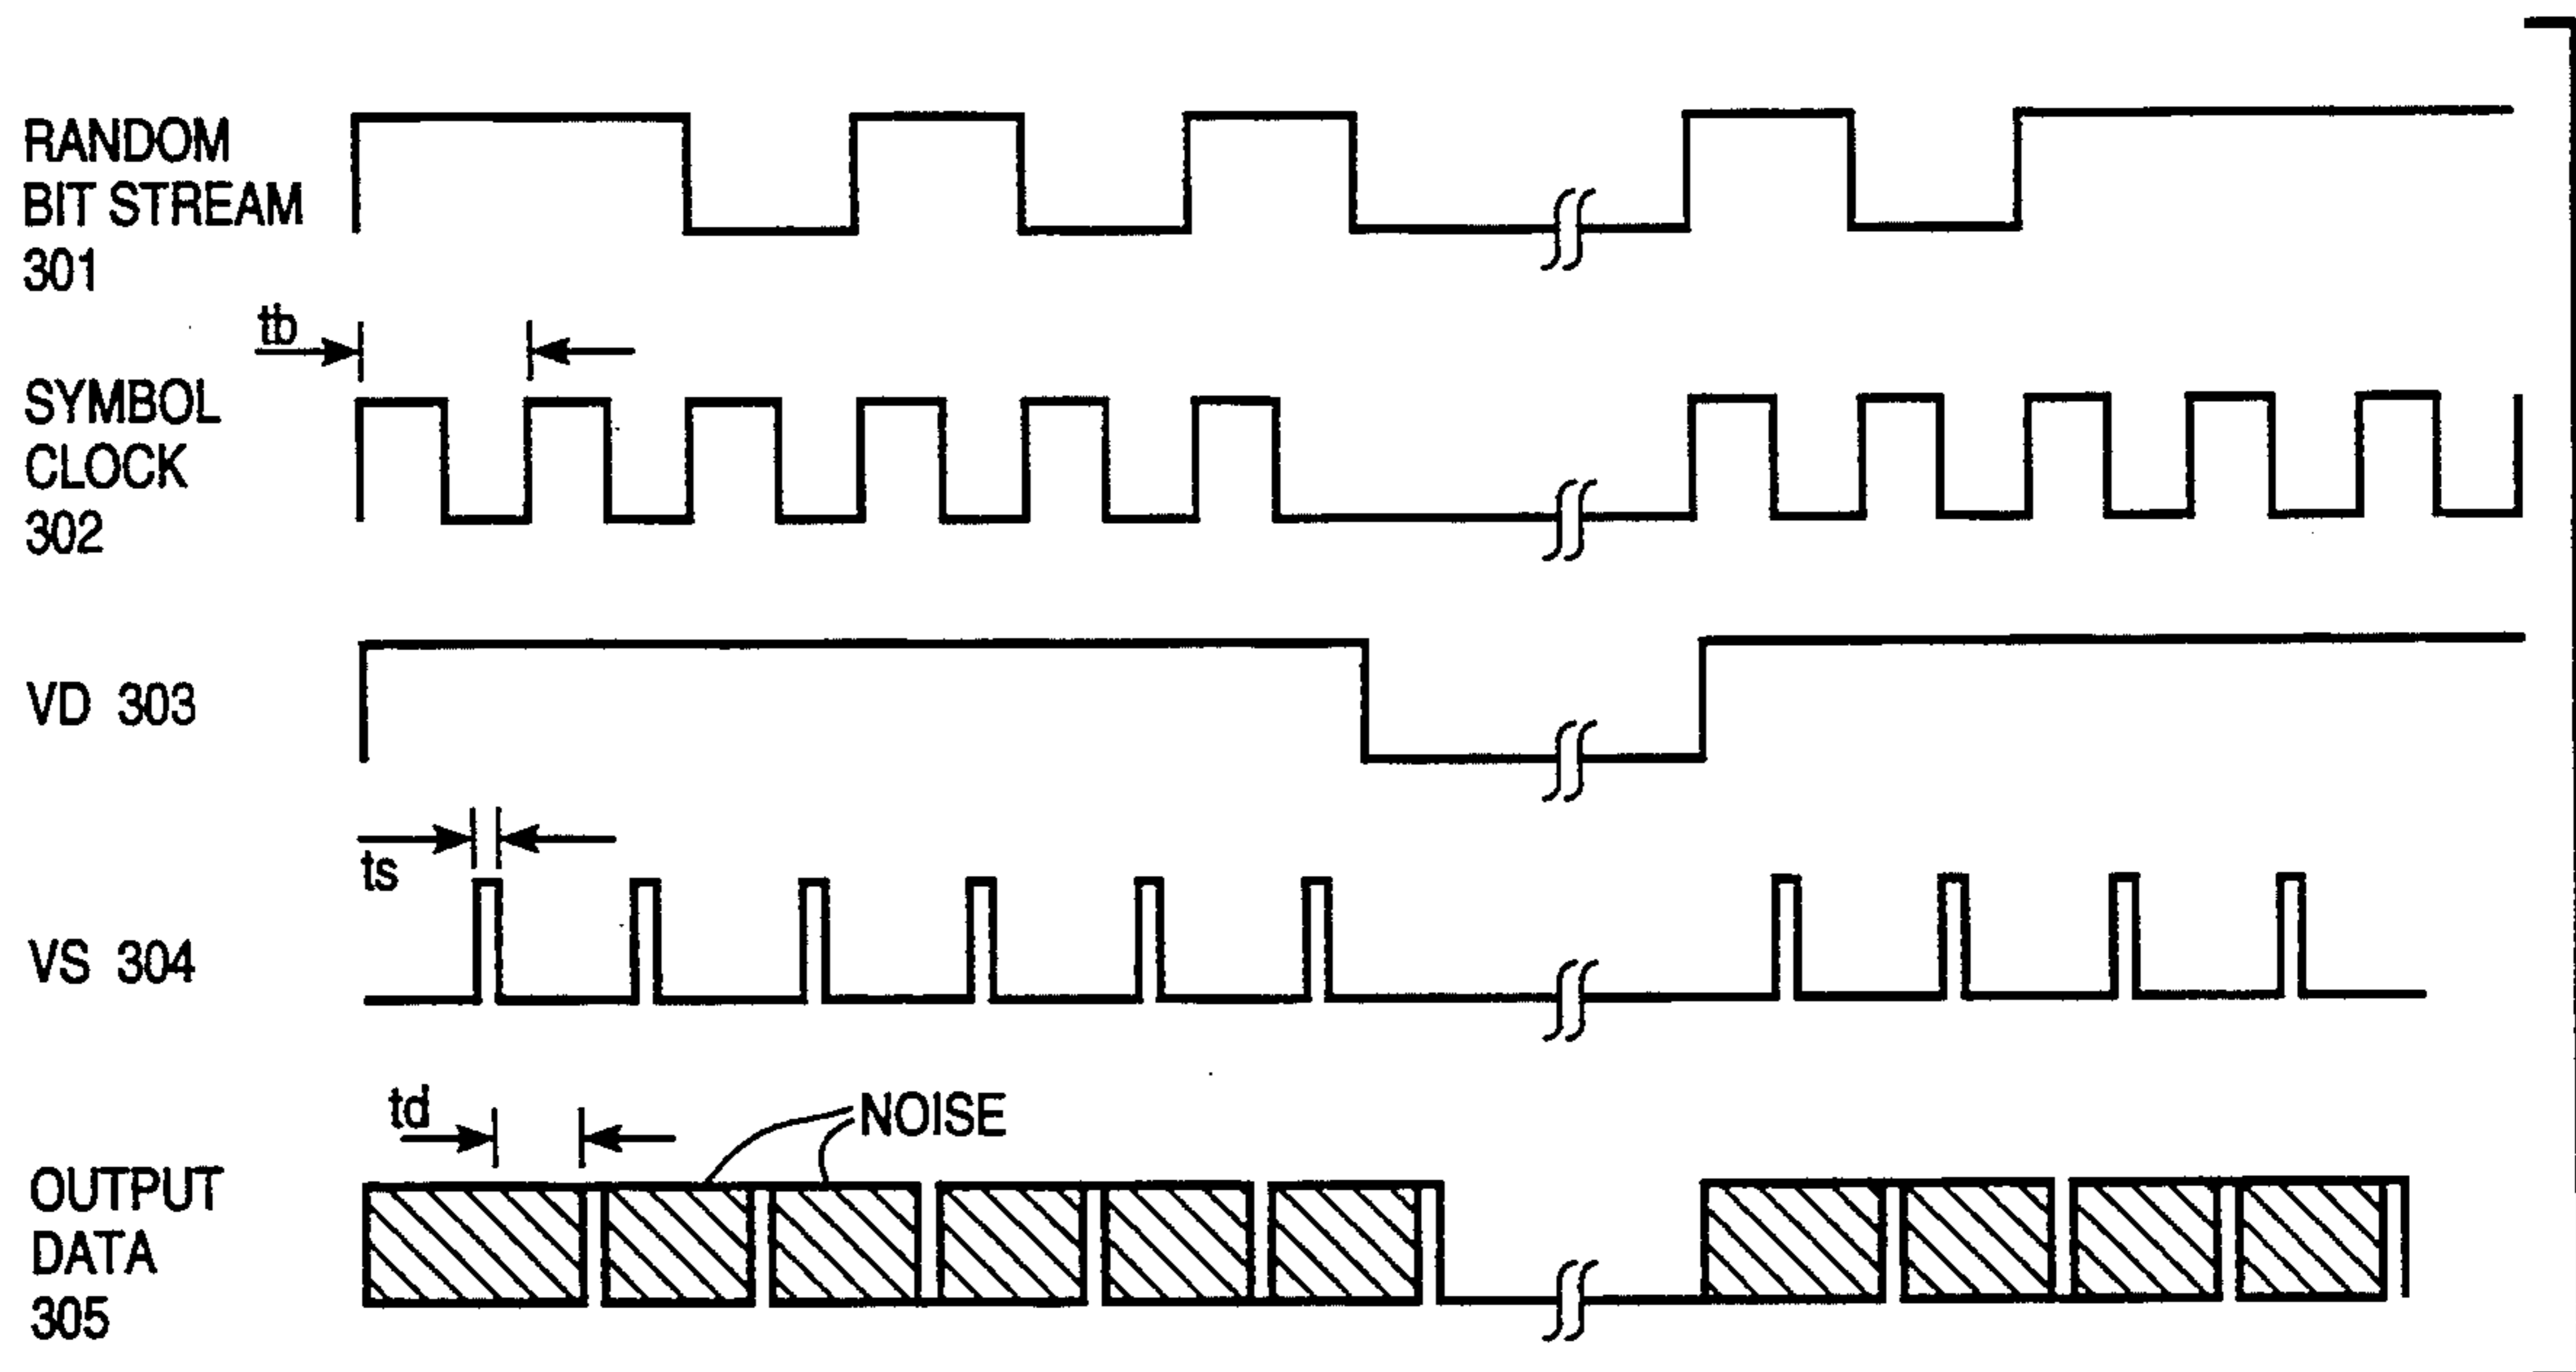 RANDOM
BIT STREAM
301
tb
SYMBOL
CLOCK
302
VD 303
ts
VS 304
td
NOISE
OUTPUT
DATA
305